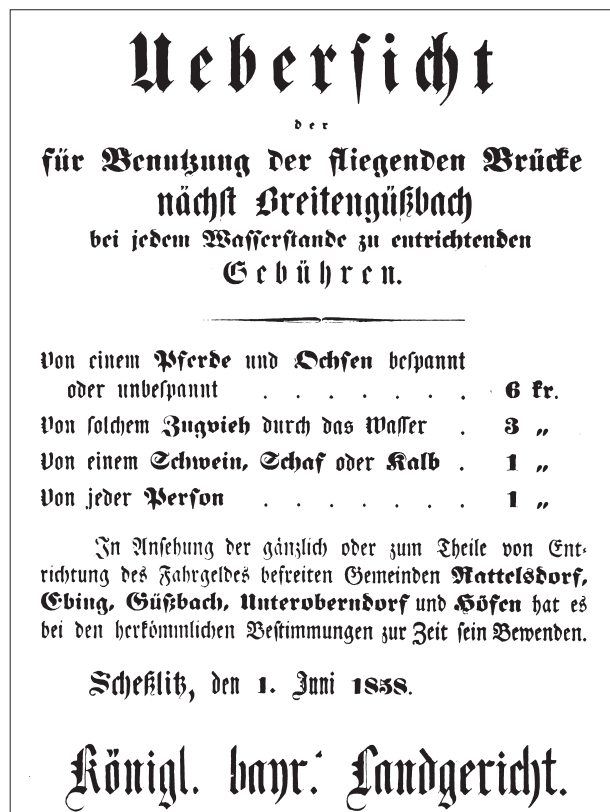 Uebersicht
der
für Benutzung der fliegenden Brücke
nächst Breitengüßbach
bei jedem Wasserstande zu entrichtenden
Gebühren.
Von einem Pferde und Ochsen bespannt
oder unbespannt . . . . . . . 6 kr.
Von solchem Zugvieh durch das Wasser . 3 „
Von einem Schwein, Schaf oder Kalb . 1 „
Von jeder Person . . . . . . . 1 „
In Ansehung der gänzlich oder zum Theile von Ent-
richtung des Fahrgeldes befreiten Gemeinden Rattelsdorf,
Ebing, Güßbach, Unteroberndorf und Höfen hat es
bei den herkömmlichen Bestimmungen zur Zeit sein Bewenden.
Scheßlitz, den 1. Juni 1858.
Königl. bayr. Landgericht.